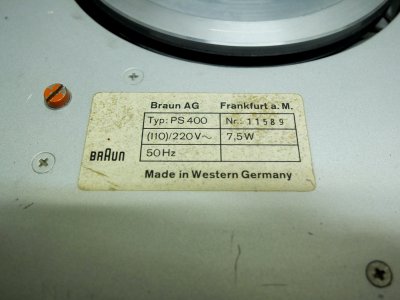 Braun AG Frankfurt a. M.
Typ: PS 400 Nr.: 11589
(110)/220V~ 7,5W
BRAUN 50Hz
Made in Western Germany